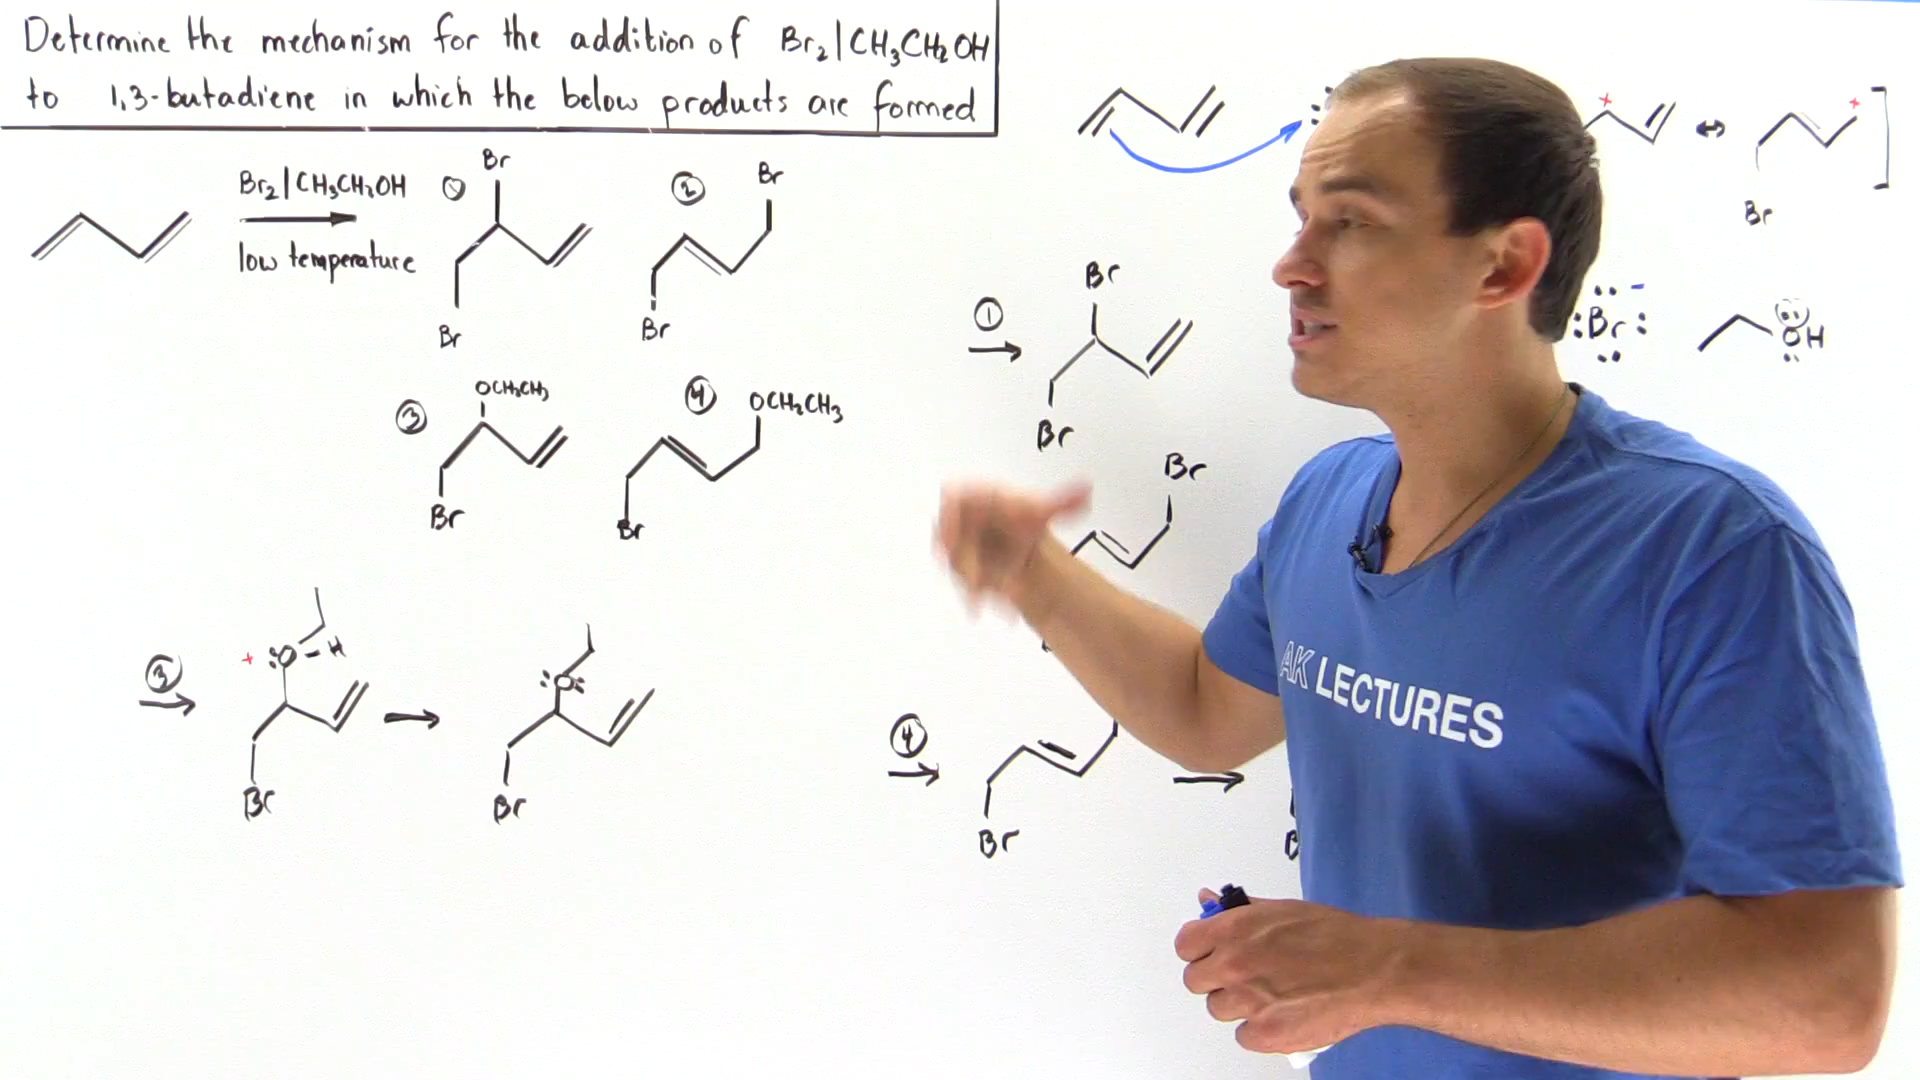 Determine the mechanism for the addition of Br₂/CH₃CH₂OH
to 1,3-butadiene in which the below products are formed
Br₂/CH₃CH₂OH
low temperature
① Br
Br
② Br
Br
③ OCH₂CH₃
Br
④ OCH₂CH₃
Br
+ ↔ +
Br
① Br
Br
:Br: -
OH
Br
③ + :O-H
Br
:O:
Br
④
Br
AK LECTURES